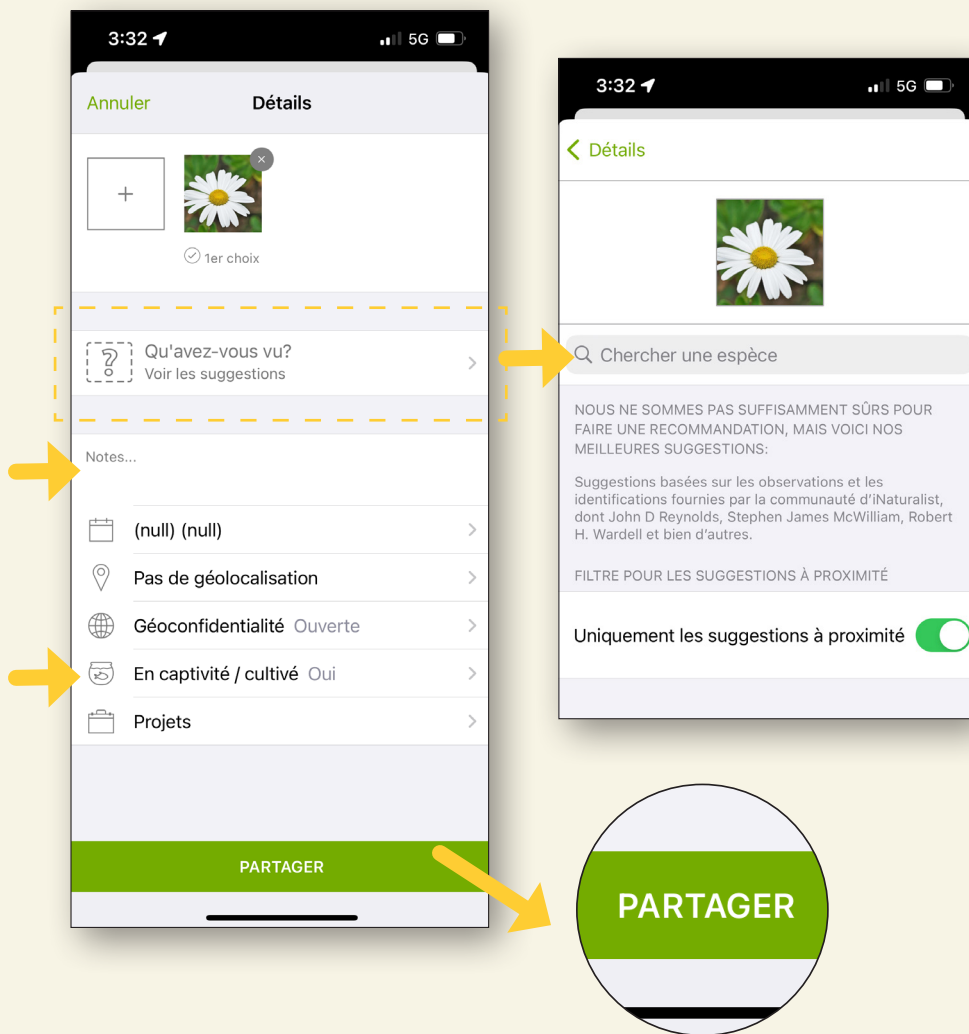 3:32
5G
Annuler
Détails
1er choix
Qu'avez-vous vu?
Voir les suggestions
Notes...
(null) (null)
Pas de géolocalisation
Géoconfidentialité Ouverte
En captivité / cultivé Oui
Projets
PARTAGER
3:32
5G
Détails
Chercher une espèce
NOUS NE SOMMES PAS SUFFISAMMENT SÛRS POUR
FAIRE UNE RECOMMANDATION, MAIS VOICI NOS
MEILLEURES SUGGESTIONS:
Suggestions basées sur les observations et les
identifications fournies par la communauté d'iNaturalist,
dont John D Reynolds, Stephen James McWilliam, Robert
H. Wardell et bien d'autres.
FILTRE POUR LES SUGGESTIONS À PROXIMITÉ
Uniquement les suggestions à proximité
PARTAGER